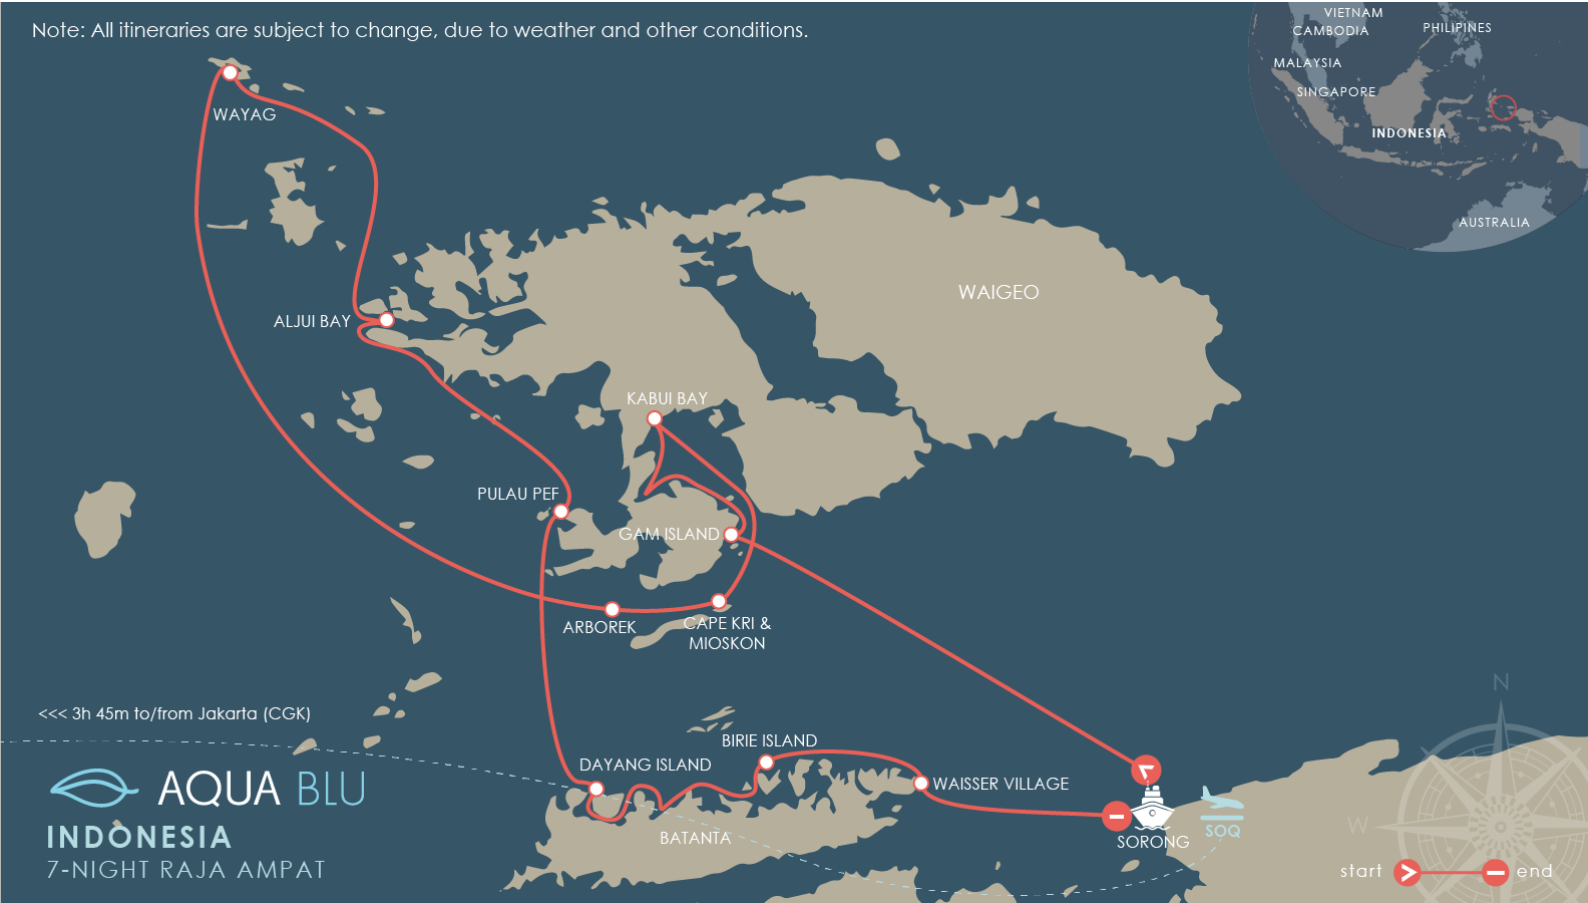 Note: All itineraries are subject to change, due to weather and other conditions.
VIETNAM
CAMBODIA
PHILIPINES
MALAYSIA
SINGAPORE
INDONESIA
AUSTRALIA
WAYAG
WAIGEO
ALJUI BAY
KABUI BAY
PULAU PEF
GAM ISLAND
ARBOREK
CAPE KRI &
MIOSKON
<<< 3h 45m to/from Jakarta (CGK)
BIRIE ISLAND
DAYANG ISLAND
WAISSER VILLAGE
BATANTA
SORONG
SOQ
N
W
AQUA BLU
INDONESIA
7-NIGHT RAJA AMPAT
start
end